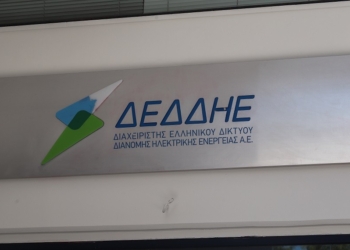 ΔΕΔΔΗΕ
ΔΙΑΧΕΙΡΙΣΤΗΣ ΕΛΛΗΝΙΚΟΥ ΔΙΚΤΥΟΥ
ΔΙΑΝΟΜΗΣ ΗΛΕΚΤΡΙΚΗΣ ΕΝΕΡΓΕΙΑΣ Α.Ε.